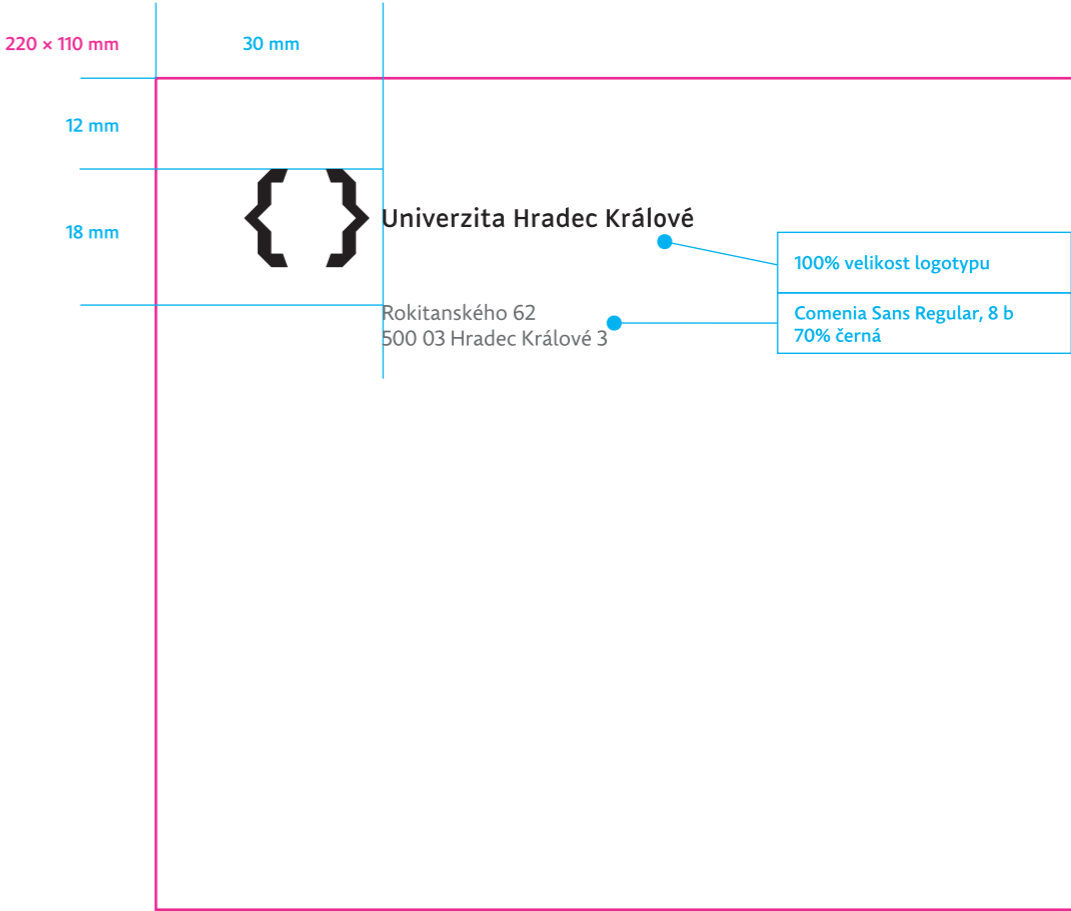 220 × 110 mm
30 mm
12 mm
18 mm
Univerzita Hradec Králové
100% velikost logotypu
Rokitanského 62
500 03 Hradec Králové 3
Comenia Sans Regular, 8 b
70% černá